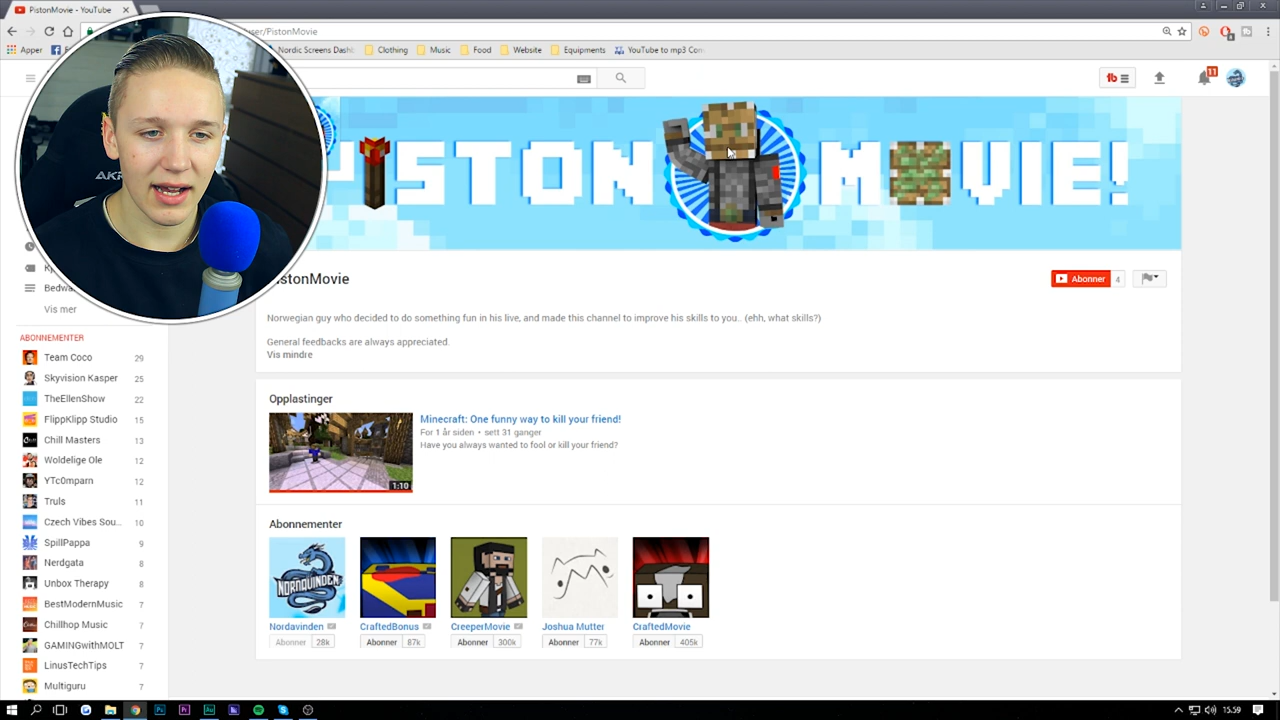 PistonMovie - YouTube
ser/PistonMovie
Apper
Nordic Screens Dashb
Clothing
Music
Food
Website
Equipments
YouTube to mp3 Con
11
AKR
PISTON MOVIE!
PistonMovie
Abonner 4
Norwegian guy who decided to do something fun in his live, and made this channel to improve his skills to you.. (ehh, what skills?)
General feedbacks are always appreciated.
Vis mindre
Bedwa
Vis mer
ABONNEMENTER
Team Coco 29
Skyvision Kasper 25
TheEllenShow 22
FlippKlipp Studio 15
Chill Masters 13
Woldelige Ole 12
YTc0mparn 12
Truls 11
Czech Vibes Sou... 10
SpillPappa 9
Nerdgata 8
Unbox Therapy 8
BestModernMusic 7
Chillhop Music 7
GAMINGwithMOLT 7
LinusTechTips 7
Multiguru 7
Opplastinger
Minecraft: One funny way to kill your friend!
For 1 år siden • sett 31 ganger
Have you always wanted to fool or kill your friend?
1:10
Abonnementer
NORDAVINDEN
Nordavinden CraftedBonus CreeperMovie Joshua Mutter CraftedMovie
Abonner 28k Abonner 87k Abonner 300k Abonner 77k Abonner 405k
15.59